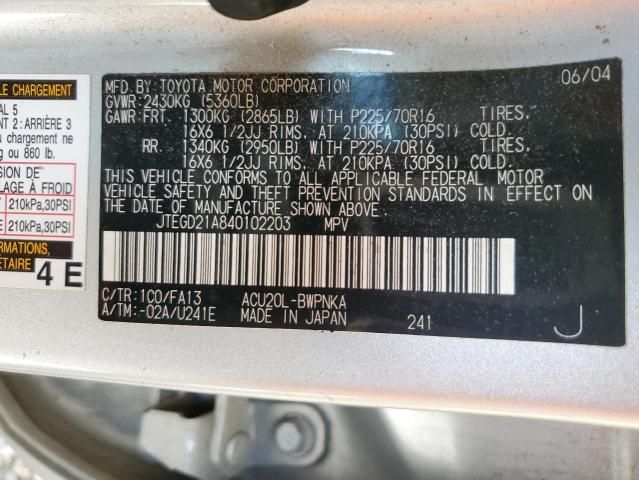 LE CHARGEMENT
AL 5
NT 2: ARRIÈRE 3
u chargement ne
g ou 860 lb.
SION DE
LAGE À FROID
210kPa,30PSI
E 210kPa,30PSI
ORMATIONS,
ÉTAIRE
4 E
06/04
MFD.BY:TOYOTA MOTOR CORPORATION
GVWR:2430KG (5360LB)
GAWR:FRT. 1300KG (2865LB) WITH P225/70R16 TIRES.
16X6 1/2JJ RIMS. AT 210KPA (30PSI) COLD.
RR. 1340KG (2950LB) WITH P225/70R16 TIRES.
16X6 1/2JJ RIMS. AT 210KPA (30PSI) COLD.
THIS VEHICLE CONFORMS TO ALL APPLICABLE FEDERAL MOTOR
VEHICLE SAFETY AND THEFT PREVENTION STANDARDS IN EFFECT ON
THE DATE OF MANUFACTURE SHOWN ABOVE.
JTEGD21A840102203 MPV
C/TR:1C0/FA13 ACU20L-BWPNKA
A/TM:-02A/U241E MADE IN JAPAN 241 J